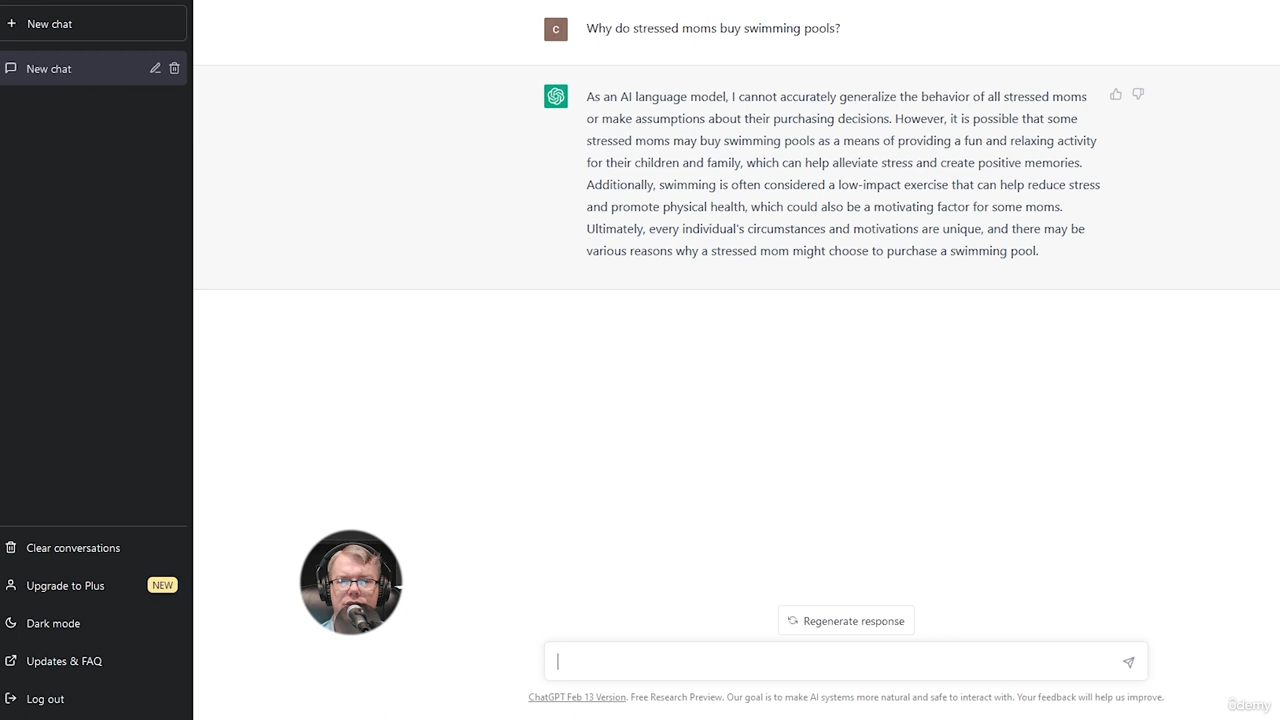 New chat
New chat
C
Why do stressed moms buy swimming pools?
As an AI language model, I cannot accurately generalize the behavior of all stressed moms
or make assumptions about their purchasing decisions. However, it is possible that some
stressed moms may buy swimming pools as a means of providing a fun and relaxing activity
for their children and family, which can help alleviate stress and create positive memories.
Additionally, swimming is often considered a low-impact exercise that can help reduce stress
and promote physical health, which could also be a motivating factor for some moms.
Ultimately, every individual's circumstances and motivations are unique, and there may be
various reasons why a stressed mom might choose to purchase a swimming pool.
Clear conversations
Upgrade to Plus NEW
Dark mode
Updates & FAQ
Log out
Regenerate response
ChatGPT Feb 13 Version. Free Research Preview. Our goal is to make AI systems more natural and safe to interact with. Your feedback will help us improve.
ûdemy